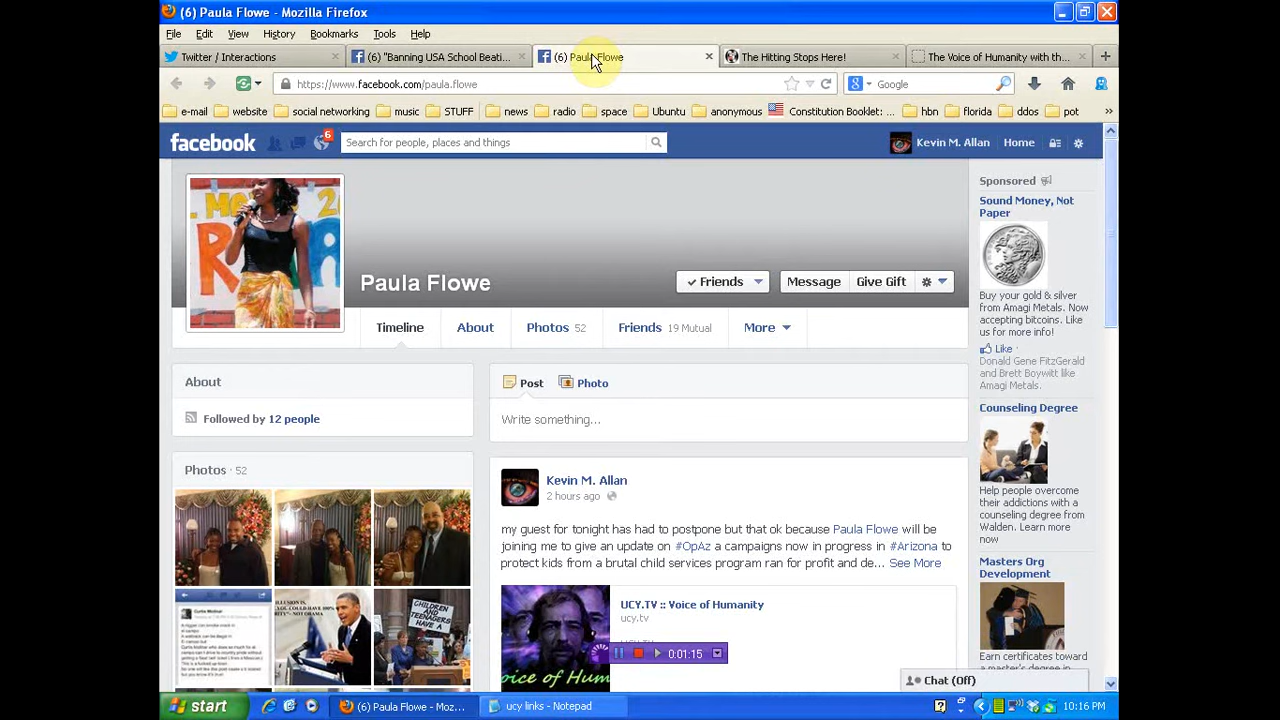 (6) Paula Flowe - Mozilla Firefox
File Edit View History Bookmarks Tools Help
Twitter / Interactions
(6) "Banning USA School Beati...
(6) Paula Flowe
The Hitting Stops Here!
The Voice of Humanity with th...
https://www.facebook.com/paula.flowe
Google
e-mail website social networking music STUFF news radio space Ubuntu anonymous Constitution Booklet: ... hbn florida ddos pot
facebook
6
Search for people, places and things
Kevin M. Allan Home
Paula Flowe
Friends
Message Give Gift
Timeline About Photos 52 Friends 19 Mutual More
About
Followed by 12 people
Photos · 52
Post Photo
Write something...
Kevin M. Allan
2 hours ago
my guest for tonight has had to postpone but that ok because Paula Flowe will be
joining me to give an update on #OpAz a campaigns now in progress in #Arizona to
protect kids from a brutal child services program ran for profit and de... See More
UCY.TV :: Voice of Humanity
ucy.tv
ice of Hum
0:01:15
Sponsored
Sound Money, Not
Paper
Buy your gold & silver
from Amagi Metals. Now
accepting bitcoins. Like
us for more info!
Like ·
Donald Gene FitzGerald
and Brett Boywitt like
Amagi Metals.
Counseling Degree
Help people overcome
their addictions with a
counseling degree from
Walden. Learn more
now
Masters Org
Development
Earn certificates toward
Chat (Off)
start
(6) Paula Flowe - Moz...
ucy links - Notepad
10:16 PM